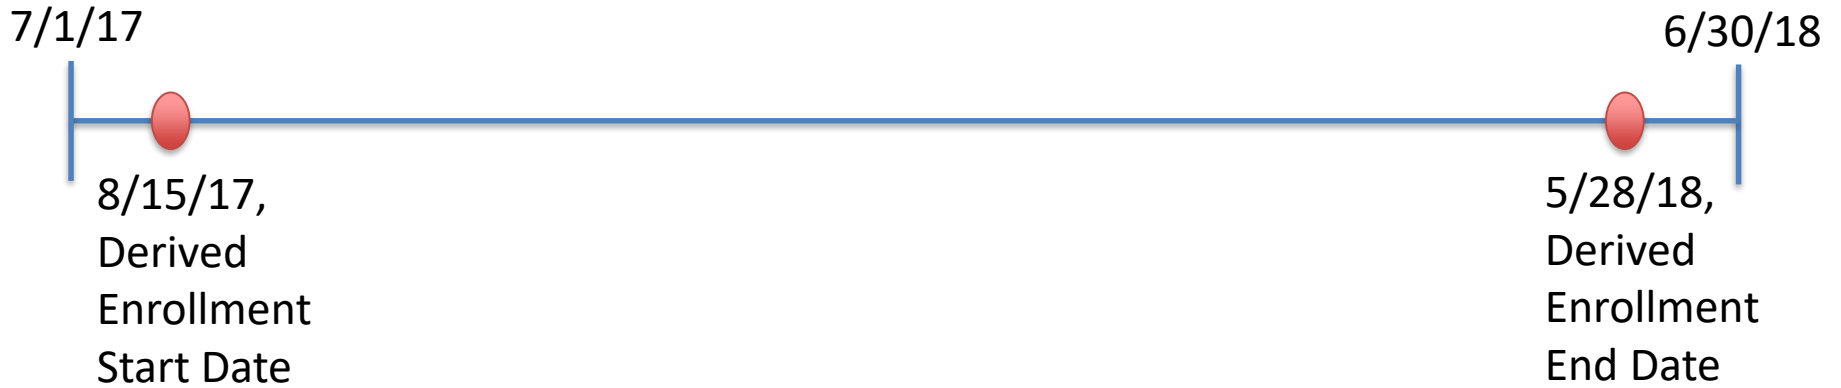 7/1/17
6/30/18
8/15/17,
Derived
Enrollment
Start Date
5/28/18,
Derived
Enrollment
End Date